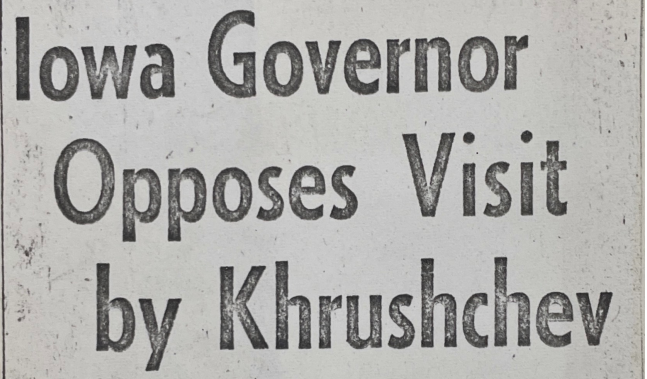 Iowa Governor
Opposes Visit
by Khrushchev